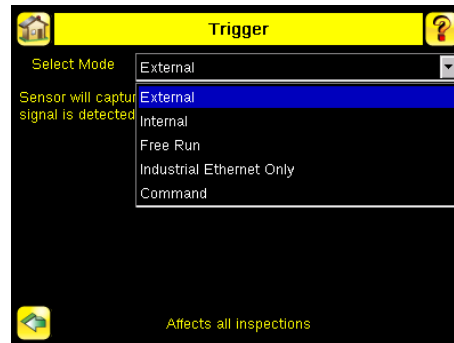 Trigger
?
Select Mode External
Sensor will captur
signal is detected
External
Internal
Free Run
Industrial Ethernet Only
Command
Affects all inspections